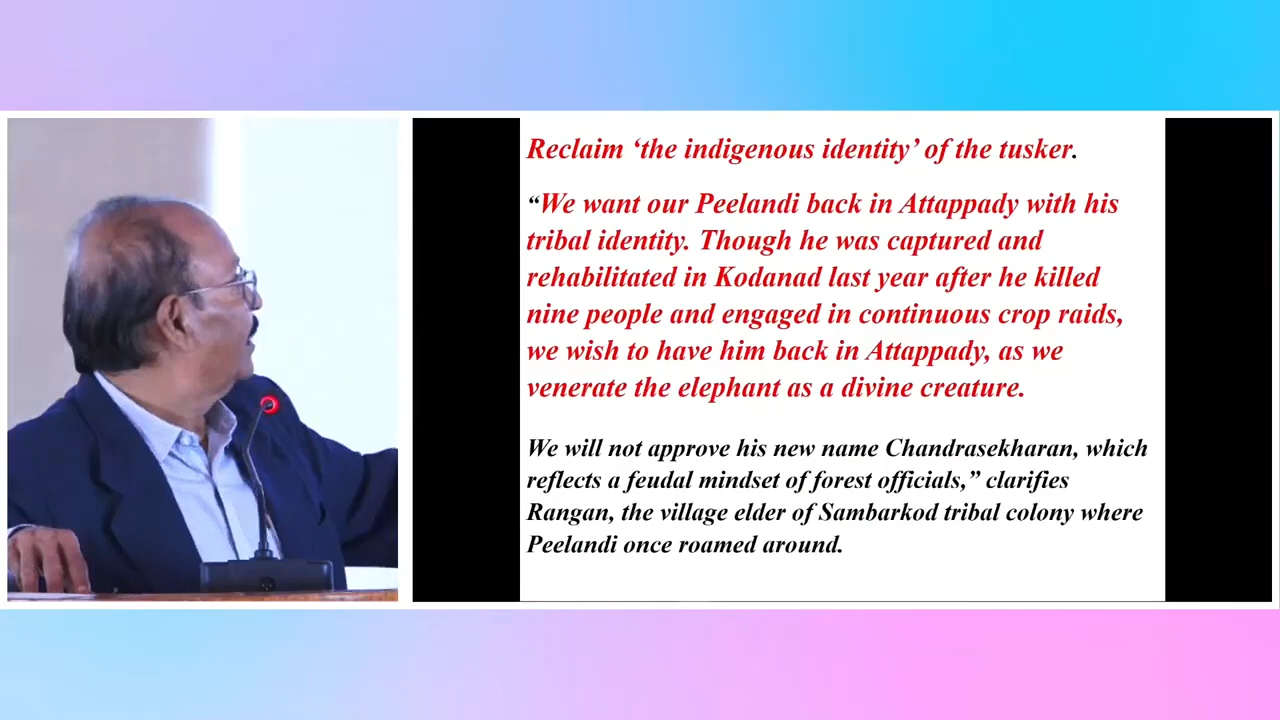 Reclaim ‘the indigenous identity’ of the tusker.
“We want our Peelandi back in Attappady with his
tribal identity. Though he was captured and
rehabilitated in Kodanad last year after he killed
nine people and engaged in continuous crop raids,
we wish to have him back in Attappady, as we
venerate the elephant as a divine creature.
We will not approve his new name Chandrasekharan, which
reflects a feudal mindset of forest officials,” clarifies
Rangan, the village elder of Sambarkod tribal colony where
Peelandi once roamed around.